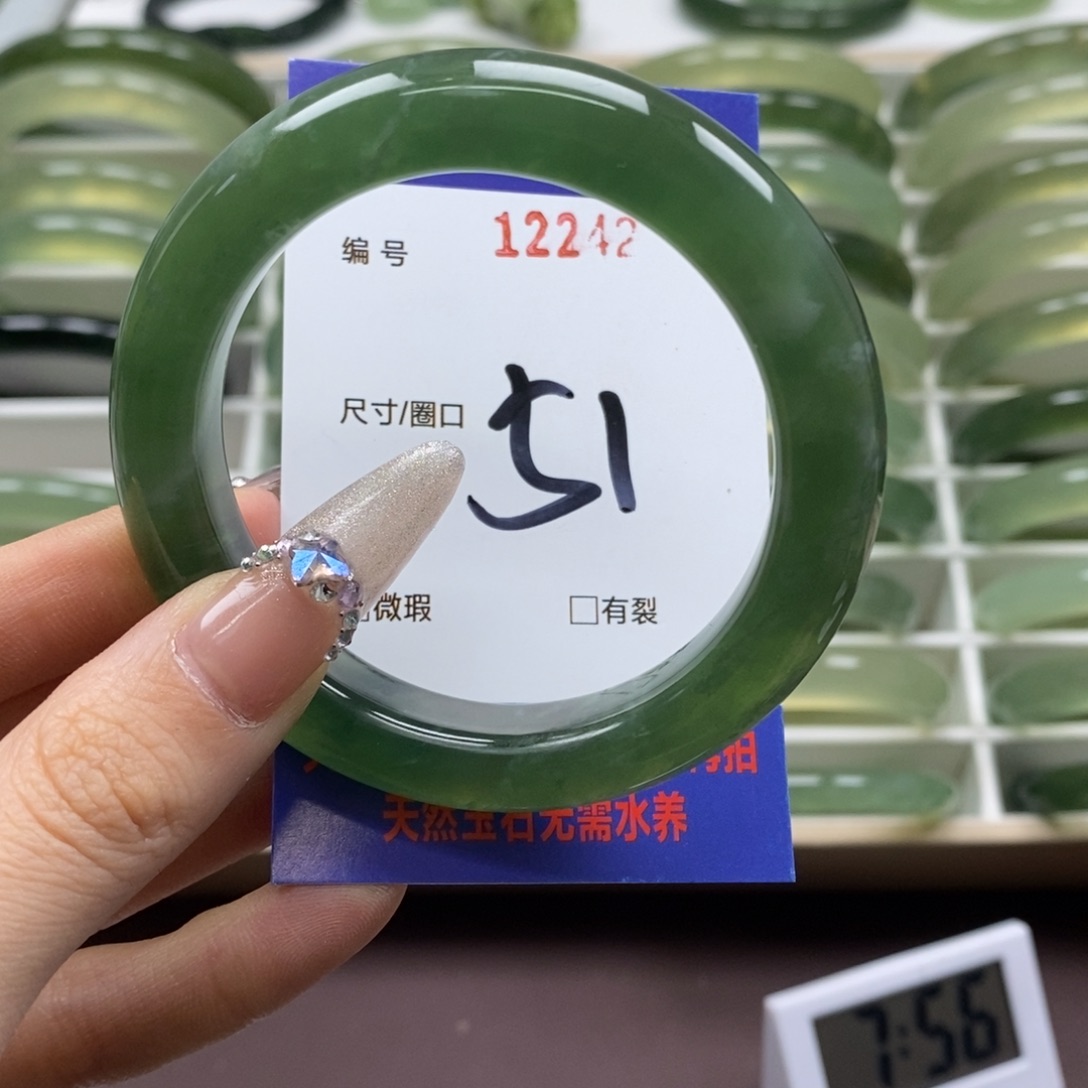 编号 12242
尺寸/圈口 51
微瑕 □有裂
拍
天然玉石无需水养
7:56